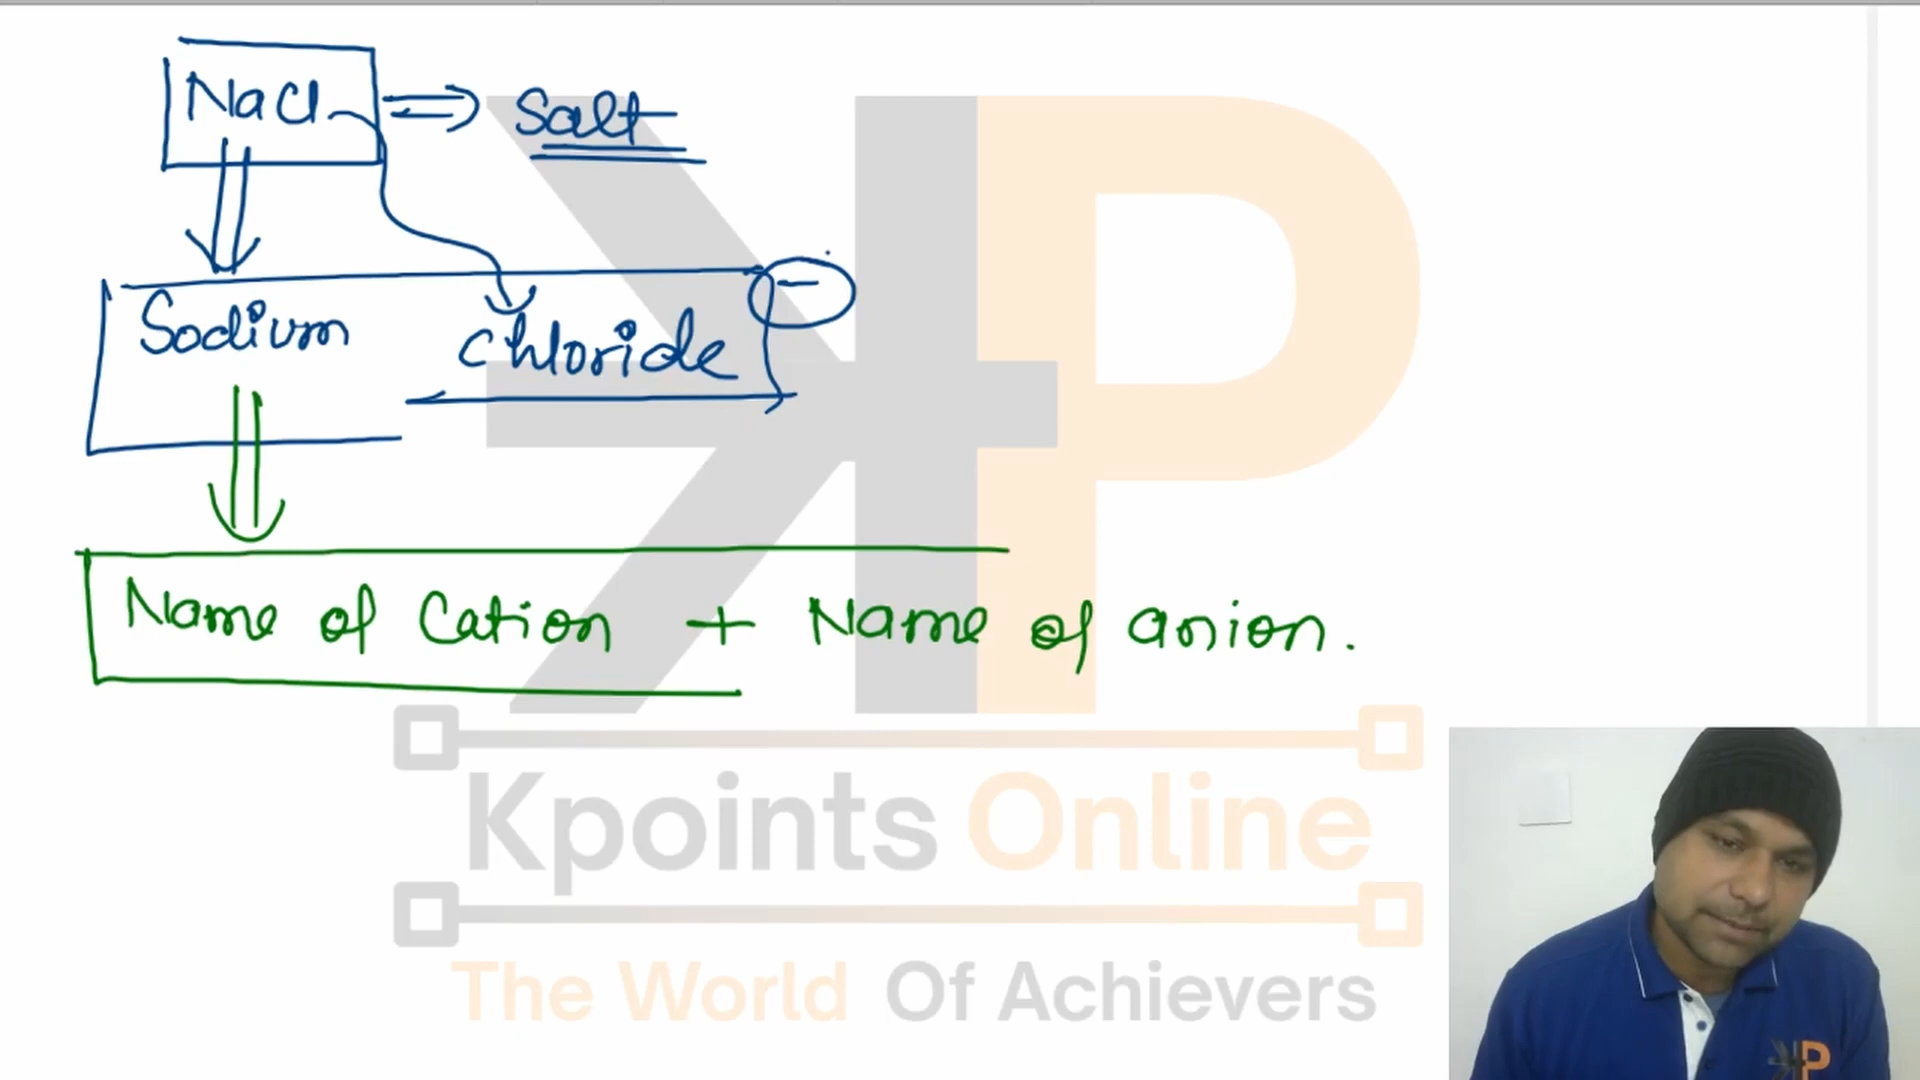 NaCl ⇒ Salt
Sodium chloride −
Name of Cation + Name of anion.
Kpoints Online
The World Of Achievers
P